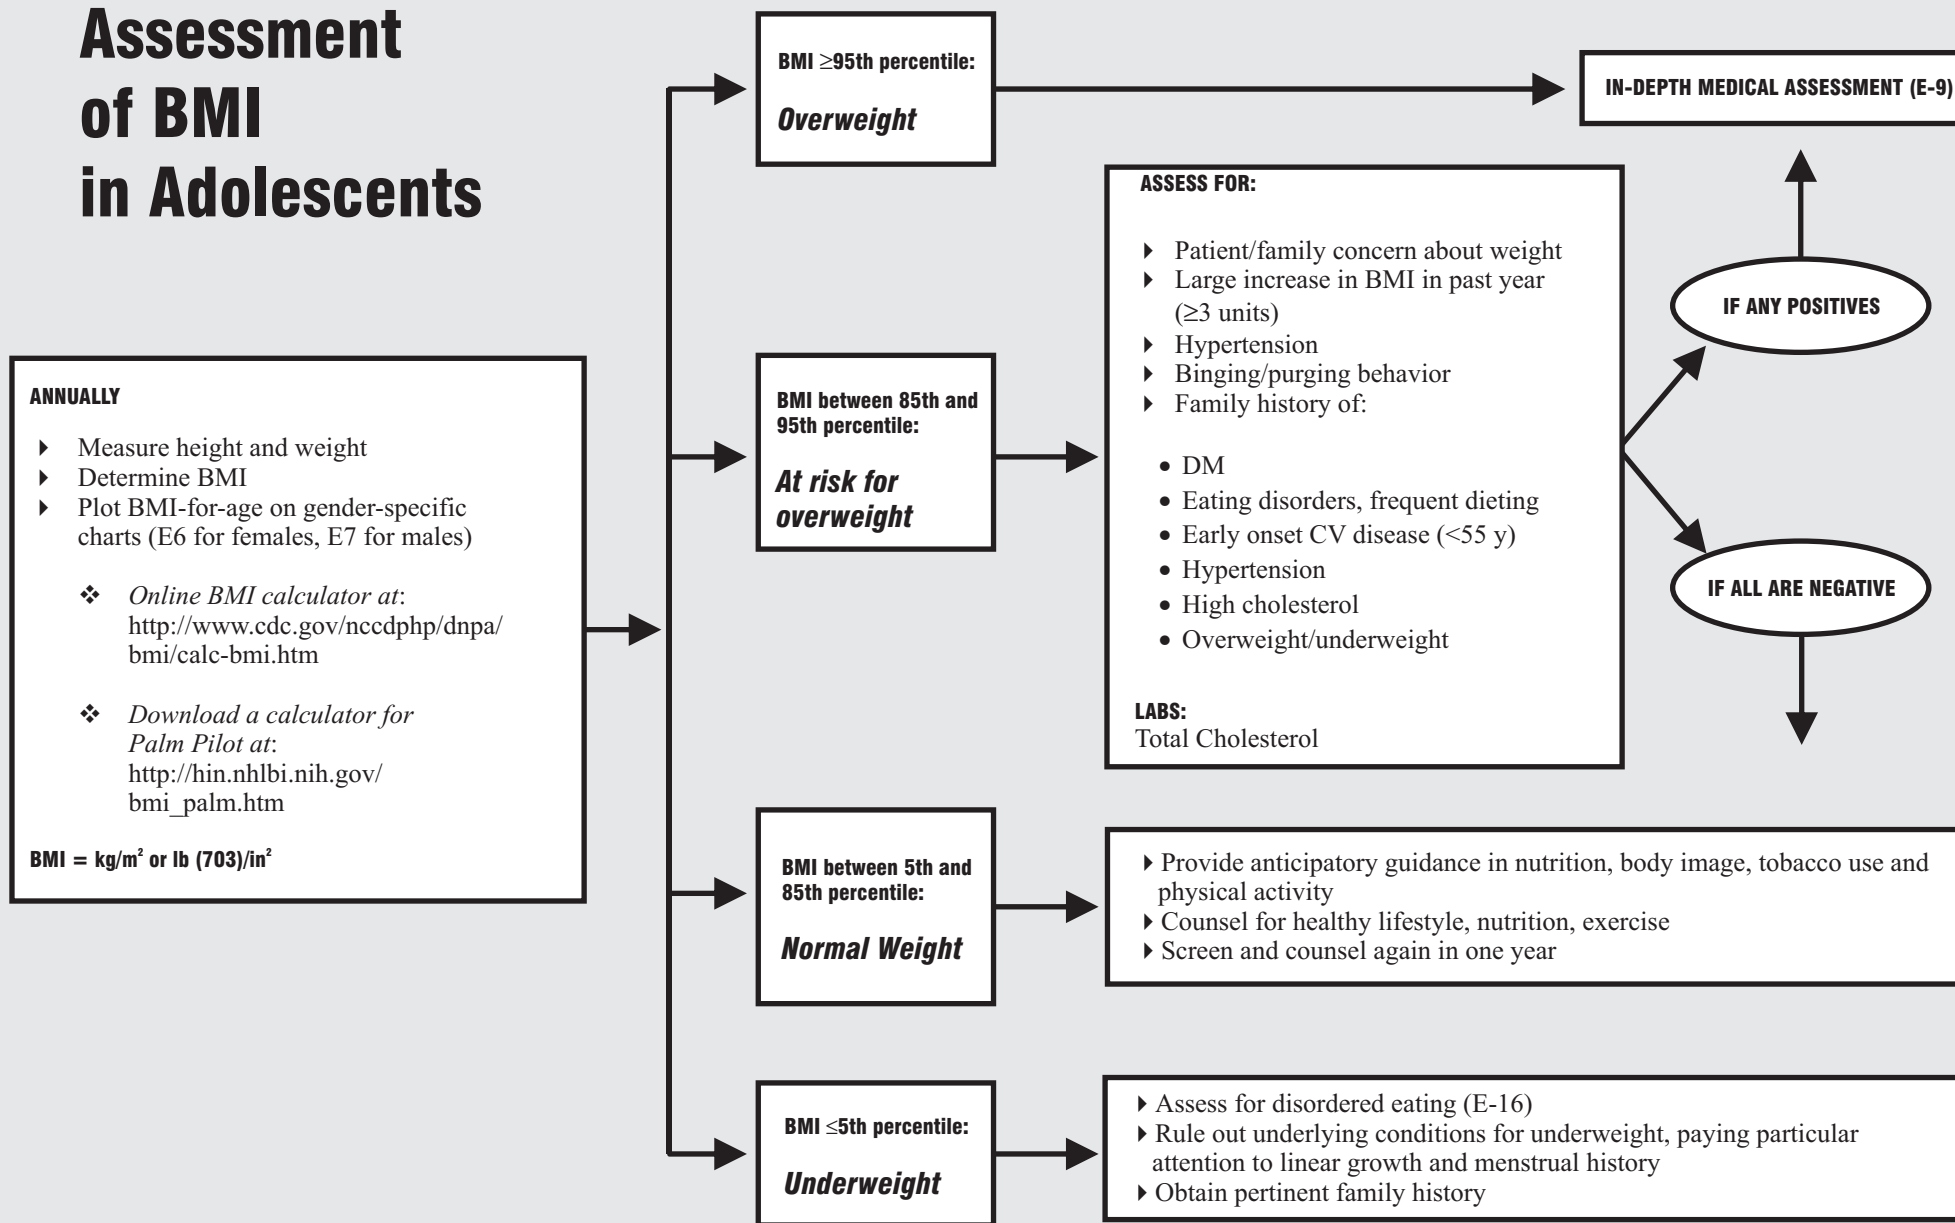 Assessment
of BMI
in Adolescents
ANNUALLY
Measure height and weight
Determine BMI
Plot BMI-for-age on gender-specific
charts (E6 for females, E7 for males)
Online BMI calculator at:
http://www.cdc.gov/nccdphp/dnpa/
bmi/calc-bmi.htm
Download a calculator for
Palm Pilot at:
http://hin.nhlbi.nih.gov/
bmi_palm.htm
BMI = kg/m² or lb (703)/in²
BMI ≥95th percentile:
Overweight
IN-DEPTH MEDICAL ASSESSMENT (E-9)
BMI between 85th and
95th percentile:
At risk for
overweight
ASSESS FOR:
Patient/family concern about weight
Large increase in BMI in past year
(≥3 units)
Hypertension
Binging/purging behavior
Family history of:
• DM
• Eating disorders, frequent dieting
• Early onset CV disease (<55 y)
• Hypertension
• High cholesterol
• Overweight/underweight
LABS:
Total Cholesterol
IF ANY POSITIVES
IF ALL ARE NEGATIVE
BMI between 5th and
85th percentile:
Normal Weight
Provide anticipatory guidance in nutrition, body image, tobacco use and
physical activity
Counsel for healthy lifestyle, nutrition, exercise
Screen and counsel again in one year
BMI ≤5th percentile:
Underweight
Assess for disordered eating (E-16)
Rule out underlying conditions for underweight, paying particular
attention to linear growth and menstrual history
Obtain pertinent family history